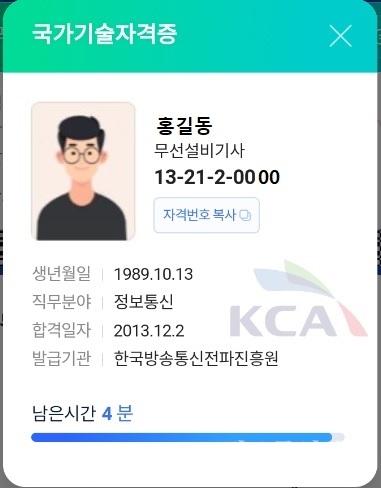 국가기술자격증
홍길동
무선설비기사
13-21-2-0000
자격번호 복사
생년월일 1989.10.13
직무분야 정보통신
합격일자 2013.12.2
발급기관 한국방송통신전파진흥원
KCA
남은시간 4 분